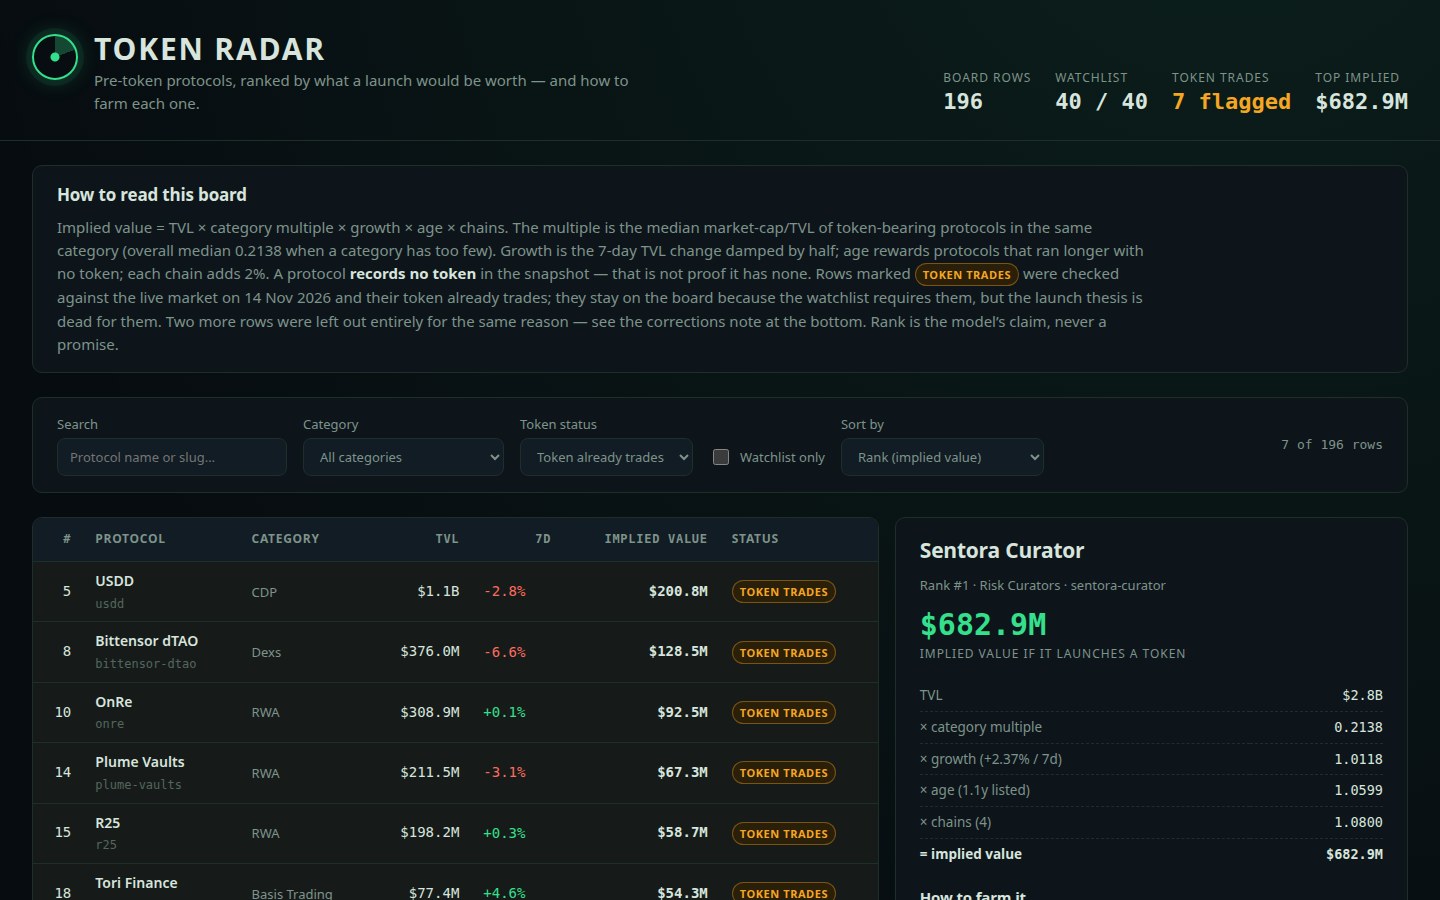 TOKEN RADAR
Pre-token protocols, ranked by what a launch would be worth — and how to
farm each one.
BOARD ROWS
196
WATCHLIST
40 / 40
TOKEN TRADES
7 flagged
TOP IMPLIED
$682.9M
How to read this board
Implied value = TVL × category multiple × growth × age × chains. The multiple is the median market-cap/TVL of token-bearing protocols in the same
category (overall median 0.2138 when a category has too few). Growth is the 7-day TVL change damped by half; age rewards protocols that ran longer with
no token; each chain adds 2%. A protocol records no token in the snapshot — that is not proof it has none. Rows marked TOKEN TRADES were checked
against the live market on 14 Nov 2026 and their token already trades; they stay on the board because the watchlist requires them, but the launch thesis is
dead for them. Two more rows were left out entirely for the same reason — see the corrections note at the bottom. Rank is the model’s claim, never a
promise.
Search
Protocol name or slug...
Category
All categories
Token status
Token already trades
Watchlist only
Sort by
Rank (implied value)
7 of 196 rows
# PROTOCOL CATEGORY TVL 7D IMPLIED VALUE STATUS
5 USDD CDP $1.1B -2.8% $200.8M TOKEN TRADES
usdd
8 Bittensor dTAO Dexs $376.0M -6.6% $128.5M TOKEN TRADES
bittensor-dtao
10 OnRe RWA $308.9M +0.1% $92.5M TOKEN TRADES
onre
14 Plume Vaults RWA $211.5M -3.1% $67.3M TOKEN TRADES
plume-vaults
15 R25 RWA $198.2M +0.3% $58.7M TOKEN TRADES
r25
18 Tori Finance Basis Trading $77.4M +4.6% $54.3M TOKEN TRADES
Sentora Curator
Rank #1 · Risk Curators · sentora-curator
$682.9M
IMPLIED VALUE IF IT LAUNCHES A TOKEN
TVL $2.8B
× category multiple 0.2138
× growth (+2.37% / 7d) 1.0118
× age (1.1y listed) 1.0599
× chains (4) 1.0800
= implied value $682.9M
How to farm it